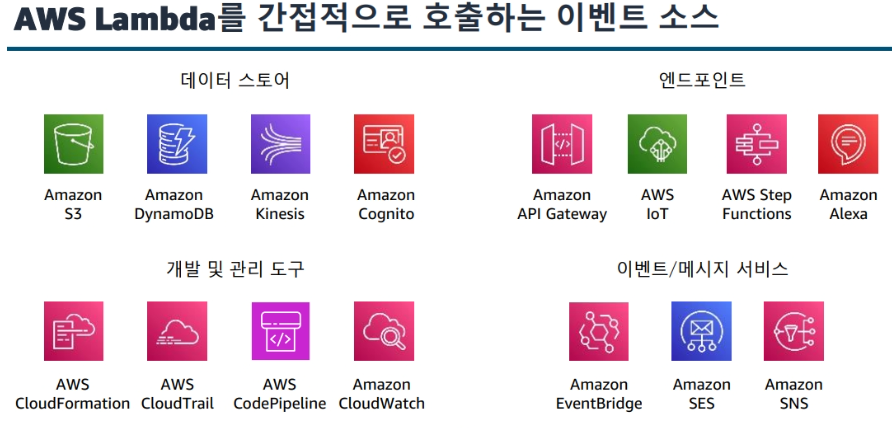 AWS Lambda를 간접적으로 호출하는 이벤트 소스
데이터 스토어
Amazon
S3
Amazon
DynamoDB
Amazon
Kinesis
Amazon
Cognito
엔드포인트
Amazon
API Gateway
AWS
IoT
AWS Step
Functions
Amazon
Alexa
개발 및 관리 도구
AWS
CloudFormation
AWS
CloudTrail
AWS
CodePipeline
Amazon
CloudWatch
이벤트/메시지 서비스
Amazon
EventBridge
Amazon
SES
Amazon
SNS